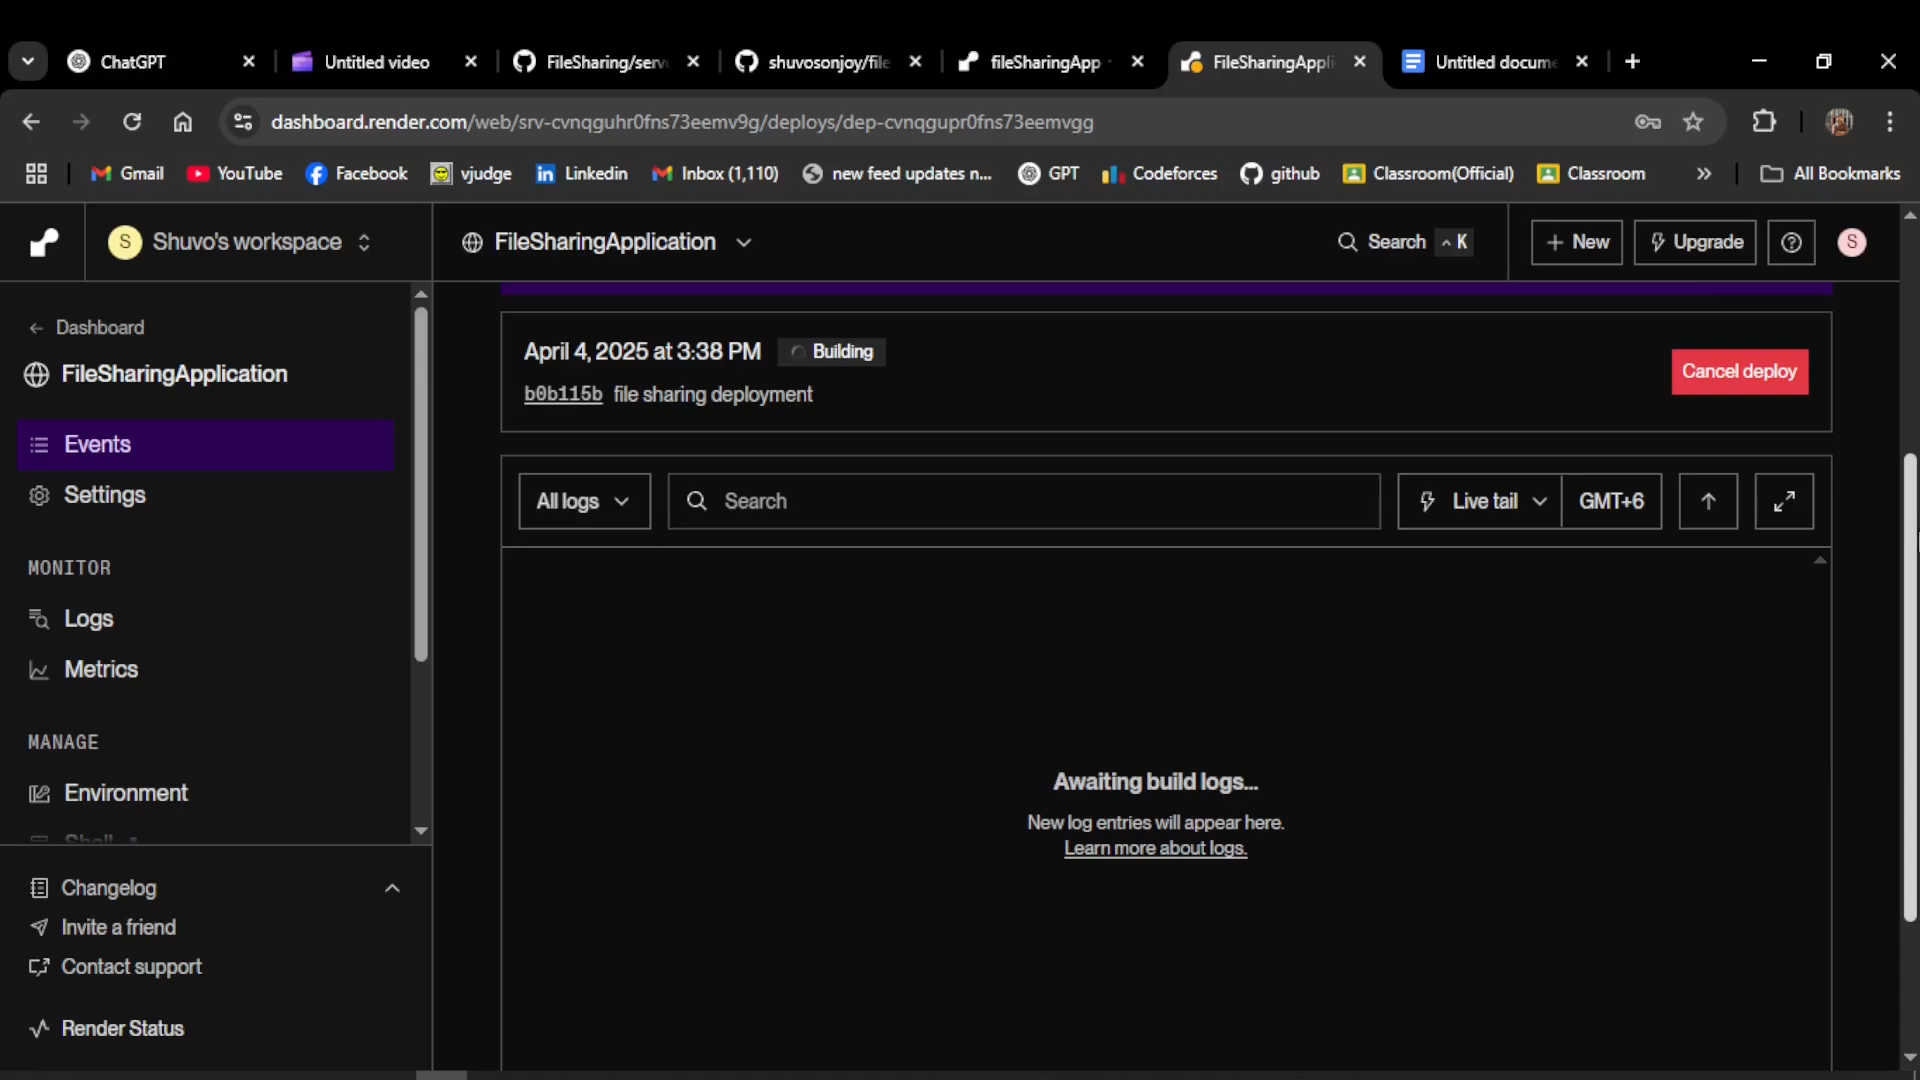 ChatGPT
Untitled video
FileSharing/serv
shuvosonjoy/file
fileSharingApp
FileSharingAppli
Untitled docume
dashboard.render.com/web/srv-cvnqguhr0fns73eemv9g/deploys/dep-cvnqgupr0fns73eemvgg
Gmail
YouTube
Facebook
vjudge
Linkedin
Inbox (1,110)
new feed updates n...
GPT
Codeforces
github
Classroom(Official)
Classroom
All Bookmarks
S
Shuvo's workspace
FileSharingApplication
Search
K
New
Upgrade
S
Dashboard
FileSharingApplication
Events
Settings
MONITOR
Logs
Metrics
MANAGE
Environment
Shell
Changelog
Invite a friend
Contact support
Render Status
April 4, 2025 at 3:38 PM
Building
b0b115b file sharing deployment
Cancel deploy
All logs
Search
Live tail
GMT+6
Awaiting build logs...
New log entries will appear here.
Learn more about logs.